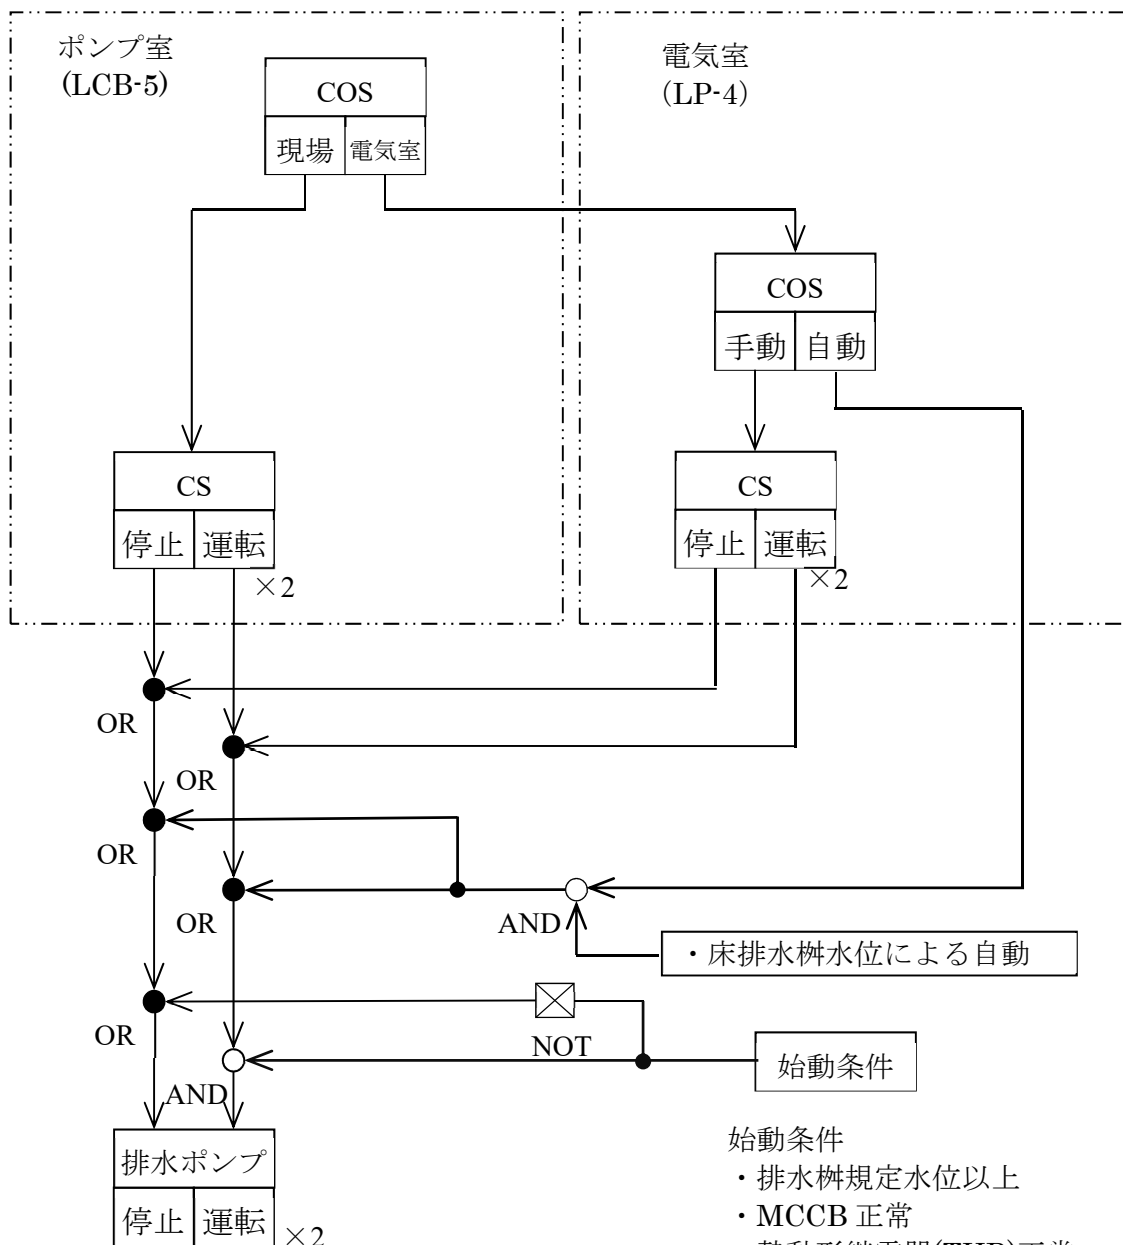 ポンプ室
(LCB-5)
電気室
(LP-4)
COS
現場
電気室
COS
手動
自動
CS
停止
運転
×2
CS
停止
運転
×2
OR
OR
OR
OR
AND
・床排水桝水位による自動
OR
NOT
始動条件
AND
排水ポンプ
停止
運転
×2
始動条件
・排水桝規定水位以上
・MCCB 正常